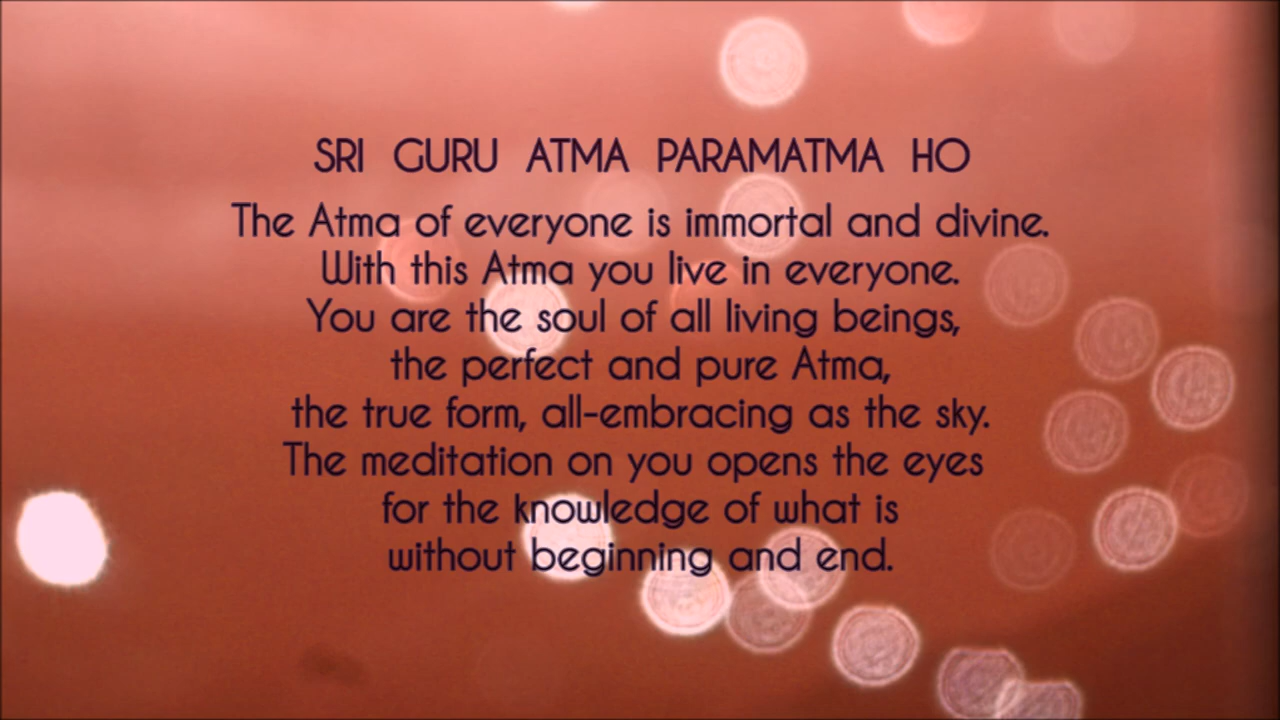 SRI GURU ATMA PARAMATMA HO
The Atma of everyone is immortal and divine.
With this Atma you live in everyone.
You are the soul of all living beings,
the perfect and pure Atma,
the true form, all-embracing as the sky.
The meditation on you opens the eyes
for the knowledge of what is
without beginning and end.